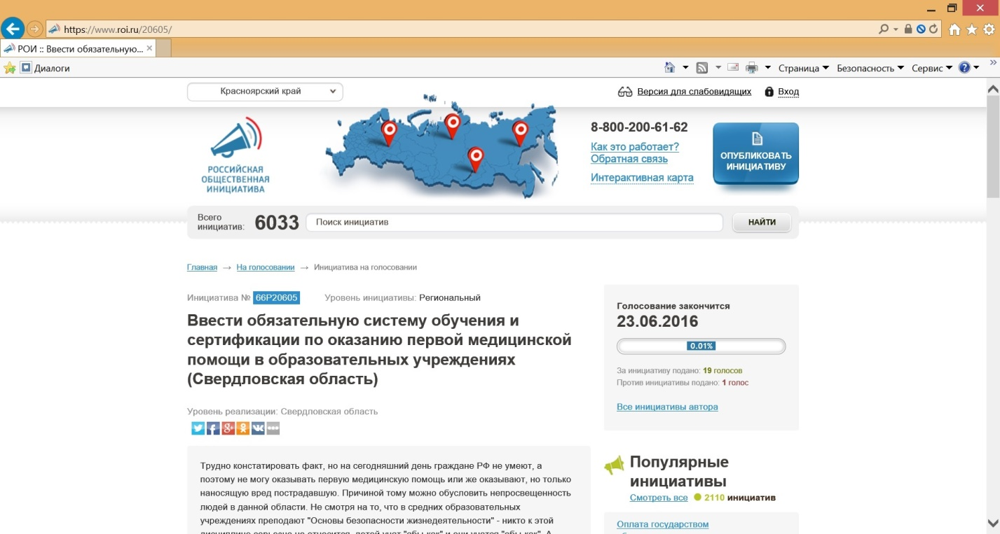 https://www.roi.ru/20605/
РОИ :: Ввести обязательную...
Диалоги
Страница
Безопасность
Сервис
Красноярский край
Версия для слабовидящих
Вход
РОССИЙСКАЯ
ОБЩЕСТВЕННАЯ
ИНИЦИАТИВА
8-800-200-61-62
Как это работает?
Обратная связь
Интерактивная карта
ОПУБЛИКОВАТЬ
ИНИЦИАТИВУ
Всего
инициатив:
6033
Поиск инициатив
НАЙТИ
Главная → На голосовании → Инициатива на голосовании
Инициатива № 66Р20605 Уровень инициативы: Региональный
Ввести обязательную систему обучения и
сертификации по оказанию первой медицинской
помощи в образовательных учреждениях
(Свердловская область)
Уровень реализации: Свердловская область
Трудно констатировать факт, но на сегодняшний день граждане РФ не умеют, а
поэтому не могу оказывать первую медицинскую помощь или же оказывают, но только
наносящую вред пострадавшую. Причиной тому можно обусловить непросвещенность
людей в данной области. Не смотря на то, что в средних образовательных
учреждениях преподают "Основы безопасности жизнедеятельности" - никто к этой
Голосование закончится
23.06.2016
0.01%
За инициативу подано: 19 голосов
Против инициативы подано: 1 голос
Все инициативы автора
Популярные
инициативы
Смотреть все 2110 инициатив
Оплата государством